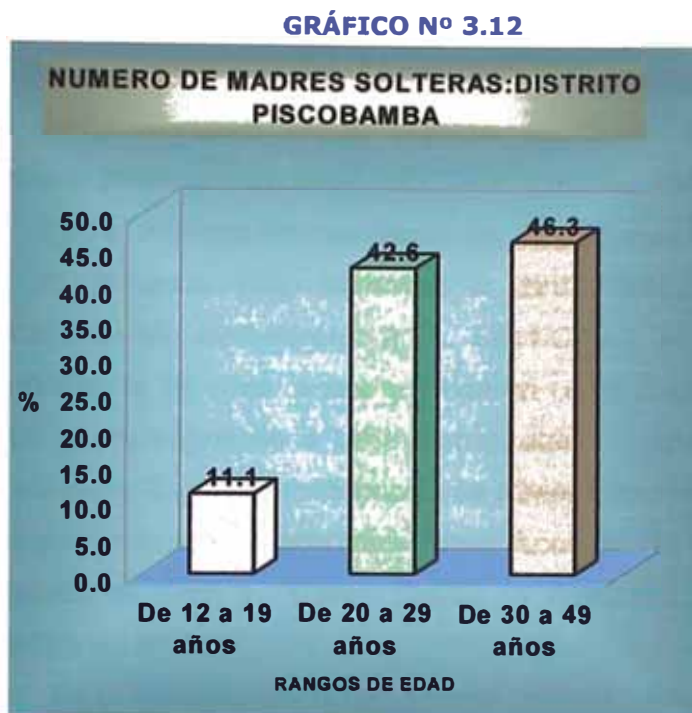 GRÁFICO Nº 3.12
NUMERO DE MADRES SOLTERAS:DISTRITO
PISCOBAMBA
50.0
45.0
40.0
35.0
30.0
25.0
20.0
15.0
10.0
5.0
0.0
%
11.1
42.6
46.3
De 12 a 19
años
De 20 a 29
años
De 30 a 49
años
RANGOS DE EDAD